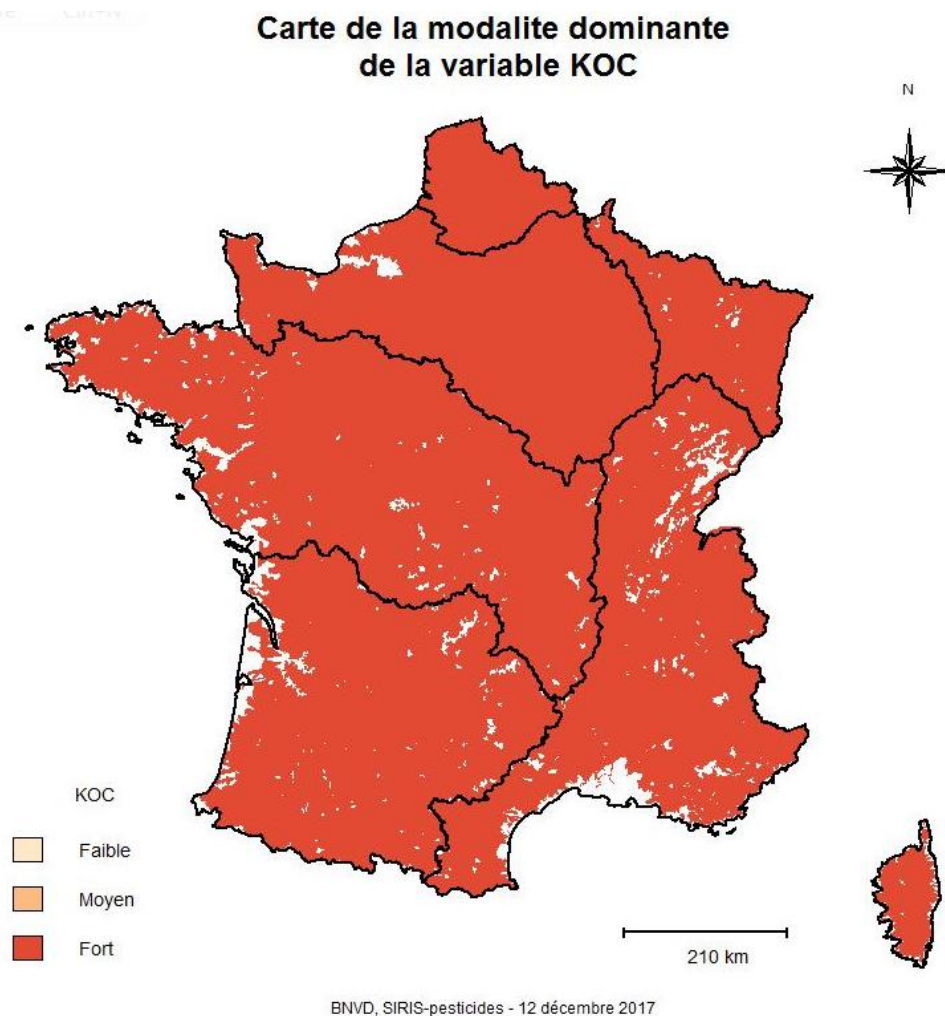 Carte de la modalite dominante
de la variable KOC
N
KOC
Faible
Moyen
Fort
210 km
BNVD, SIRIS-pesticides - 12 décembre 2017